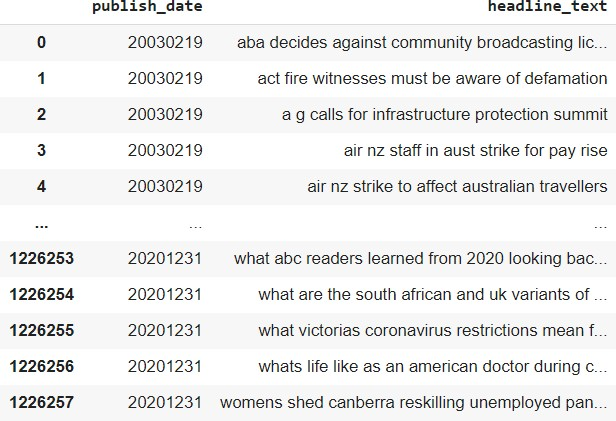 publish_date headline_text
0 20030219 aba decides against community broadcasting lic...
1 20030219 act fire witnesses must be aware of defamation
2 20030219 a g calls for infrastructure protection summit
3 20030219 air nz staff in aust strike for pay rise
4 20030219 air nz strike to affect australian travellers
... ... ...
1226253 20201231 what abc readers learned from 2020 looking bac...
1226254 20201231 what are the south african and uk variants of ...
1226255 20201231 what victorias coronavirus restrictions mean f...
1226256 20201231 whats life like as an american doctor during c...
1226257 20201231 womens shed canberra reskilling unemployed pan...